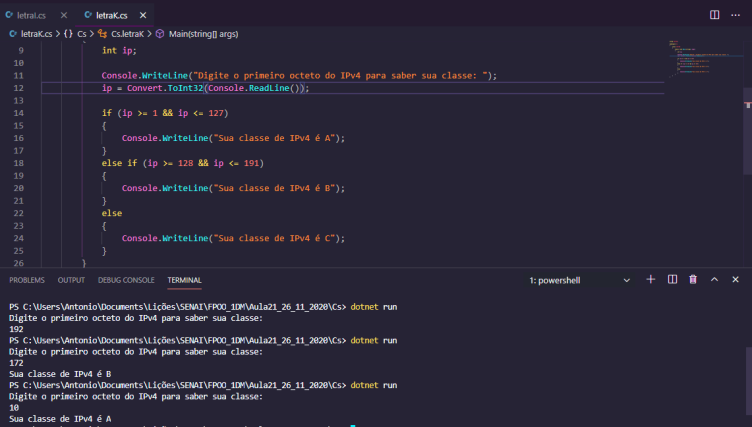 letraI.cs letraK.cs
letraK.cs > {} Cs > Cs.letraK > Main(string[] args)
9 int ip;
10
11 Console.WriteLine("Digite o primeiro octeto do IPv4 para saber sua classe: ");
12 ip = Convert.ToInt32(Console.ReadLine());
13
14 if (ip >= 1 && ip <= 127)
15 {
16 Console.WriteLine("Sua classe de IPv4 é A");
17 }
18 else if (ip >= 128 && ip <= 191)
19 {
20 Console.WriteLine("Sua classe de IPv4 é B");
21 }
22 else
23 {
24 Console.WriteLine("Sua classe de IPv4 é C");
25 }
26 }
PROBLEMS OUTPUT DEBUG CONSOLE TERMINAL 1: powershell
PS C:\Users\Antonio\Documents\Lições\SENAI\FPOO_1DM\Aula21_26_11_2020\Cs> dotnet run
Digite o primeiro octeto do IPv4 para saber sua classe:
192
PS C:\Users\Antonio\Documents\Lições\SENAI\FPOO_1DM\Aula21_26_11_2020\Cs> dotnet run
Digite o primeiro octeto do IPv4 para saber sua classe:
172
Sua classe de IPv4 é B
PS C:\Users\Antonio\Documents\Lições\SENAI\FPOO_1DM\Aula21_26_11_2020\Cs> dotnet run
Digite o primeiro octeto do IPv4 para saber sua classe:
10
Sua classe de IPv4 é A